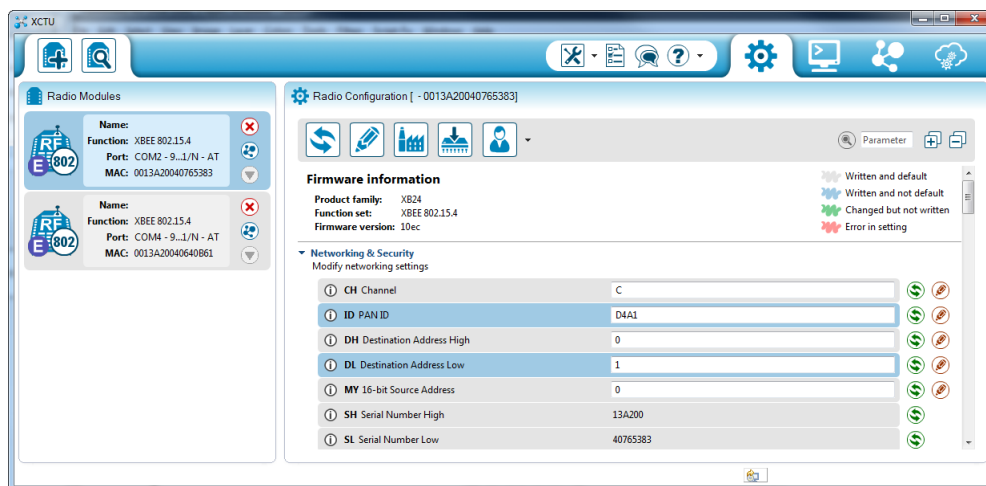 XCTU
Radio Modules
Name:
Function: XBEE 802.15.4
Port: COM2 - 9...1/N - AT
MAC: 0013A20040765383
RF
E 802
Name:
Function: XBEE 802.15.4
Port: COM4 - 9...1/N - AT
MAC: 0013A20040640B61
RF
E 802
Radio Configuration [ - 0013A20040765383]
Parameter
Firmware information
Product family: XB24
Function set: XBEE 802.15.4
Firmware version: 10ec
Written and default
Written and not default
Changed but not written
Error in setting
Networking & Security
Modify networking settings
i CH Channel C
i ID PAN ID D4A1
i DH Destination Address High 0
i DL Destination Address Low 1
i MY 16-bit Source Address 0
i SH Serial Number High 13A200
i SL Serial Number Low 40765383